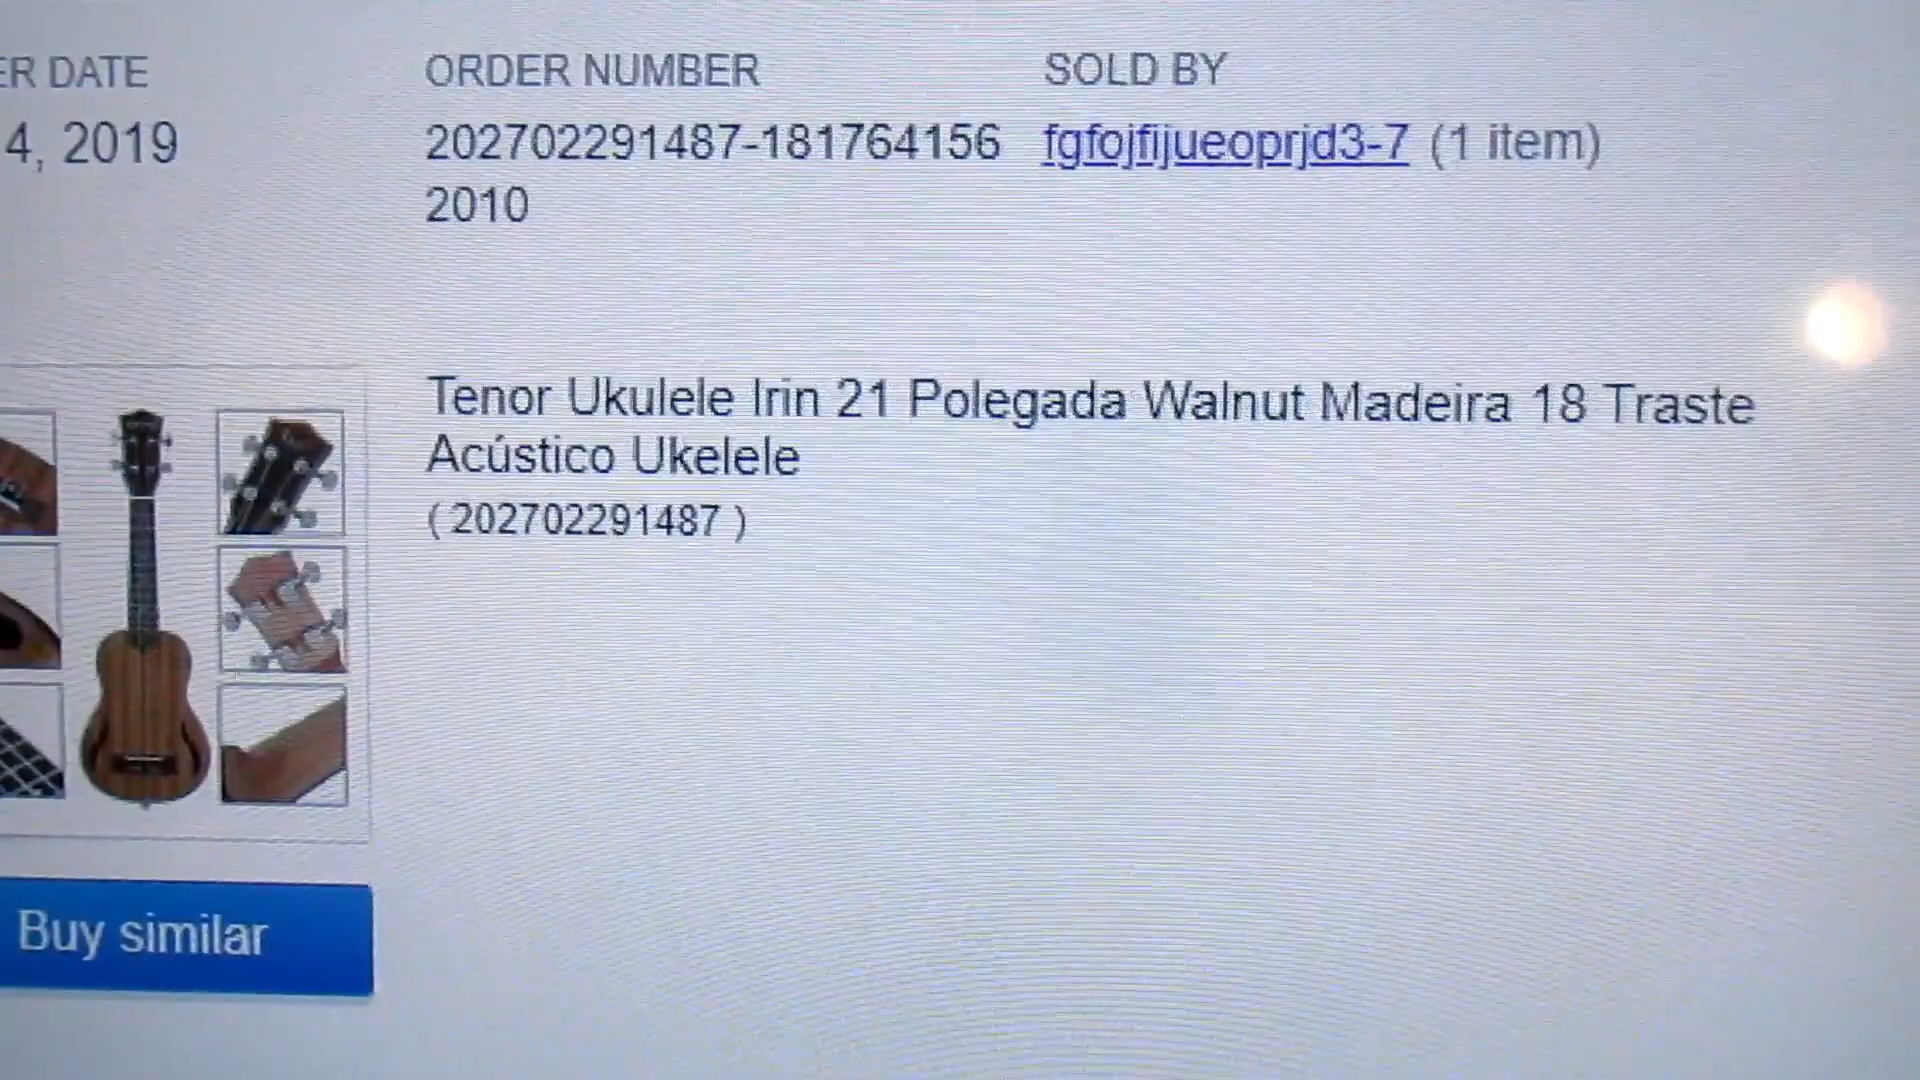 ER DATE
ORDER NUMBER
SOLD BY
4, 2019
202702291487-181764156
2010
fgfojfijueoprjd3-7 (1 item)
Tenor Ukulele Irin 21 Polegada Walnut Madeira 18 Traste
Acústico Ukelele
( 202702291487 )
Buy similar